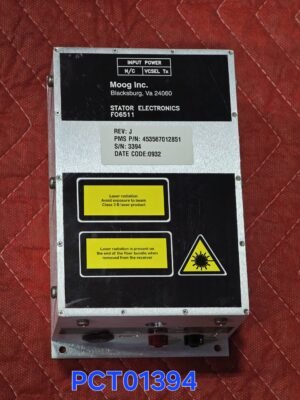 INPUT POWER
N/C VCSEL Tx
Moog Inc.
Blacksburg, Va 24060
STATOR ELECTRONICS
FO6511
REV: J
PMS P/N: 453567012851
S/N: 3394
DATE CODE:0932
Laser radiation
Avoid exposure to beam
Class 3 B laser product
Laser radiation is present on
the end of the fiber bundle when
removed from the receiver
PCT01394